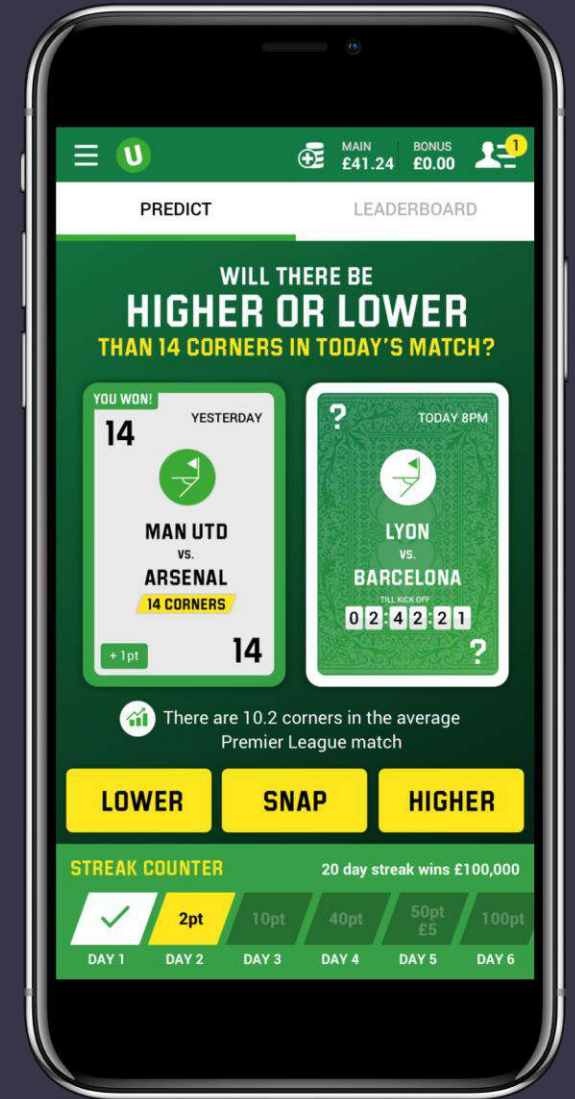 U
MAIN
£41.24
BONUS
£0.00
1
PREDICT
LEADERBOARD
WILL THERE BE
HIGHER OR LOWER
THAN 14 CORNERS IN TODAY'S MATCH?
YOU WON!
14
YESTERDAY
MAN UTD
VS.
ARSENAL
14 CORNERS
+ 1pt
14
?
TODAY 8PM
LYON
VS.
BARCELONA
TILL KICK OFF
02:42:21
?
There are 10.2 corners in the average
Premier League match
LOWER
SNAP
HIGHER
STREAK COUNTER
20 day streak wins £100,000
2pt
10pt
40pt
50pt
£5
100pt
DAY 1
DAY 2
DAY 3
DAY 4
DAY 5
DAY 6